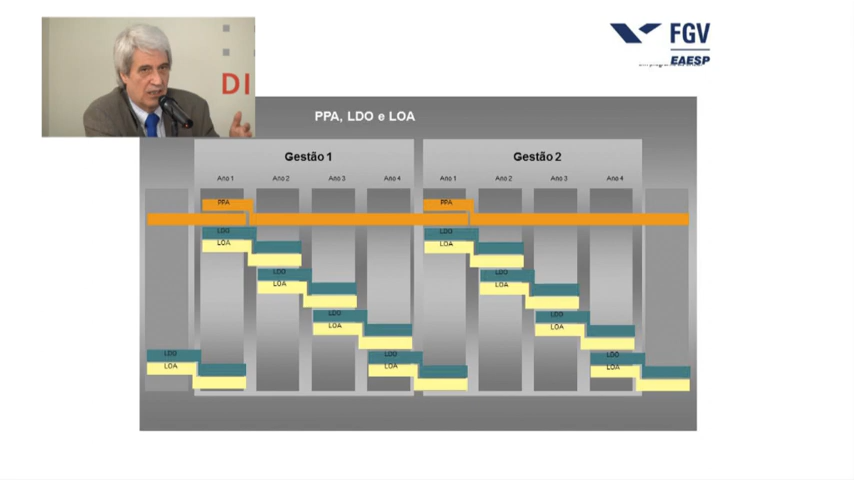 DI
FGV
EAESP
PPA, LDO e LOA
Gestão 1
Gestão 2
Ano 1 Ano 2 Ano 3 Ano 4 Ano 1 Ano 2 Ano 3 Ano 4
PPA PPA
LDO LDO
LOA LOA
LDO LDO
LOA LOA
LDO LDO
LOA LOA
LDO LDO LDO
LOA LOA LOA